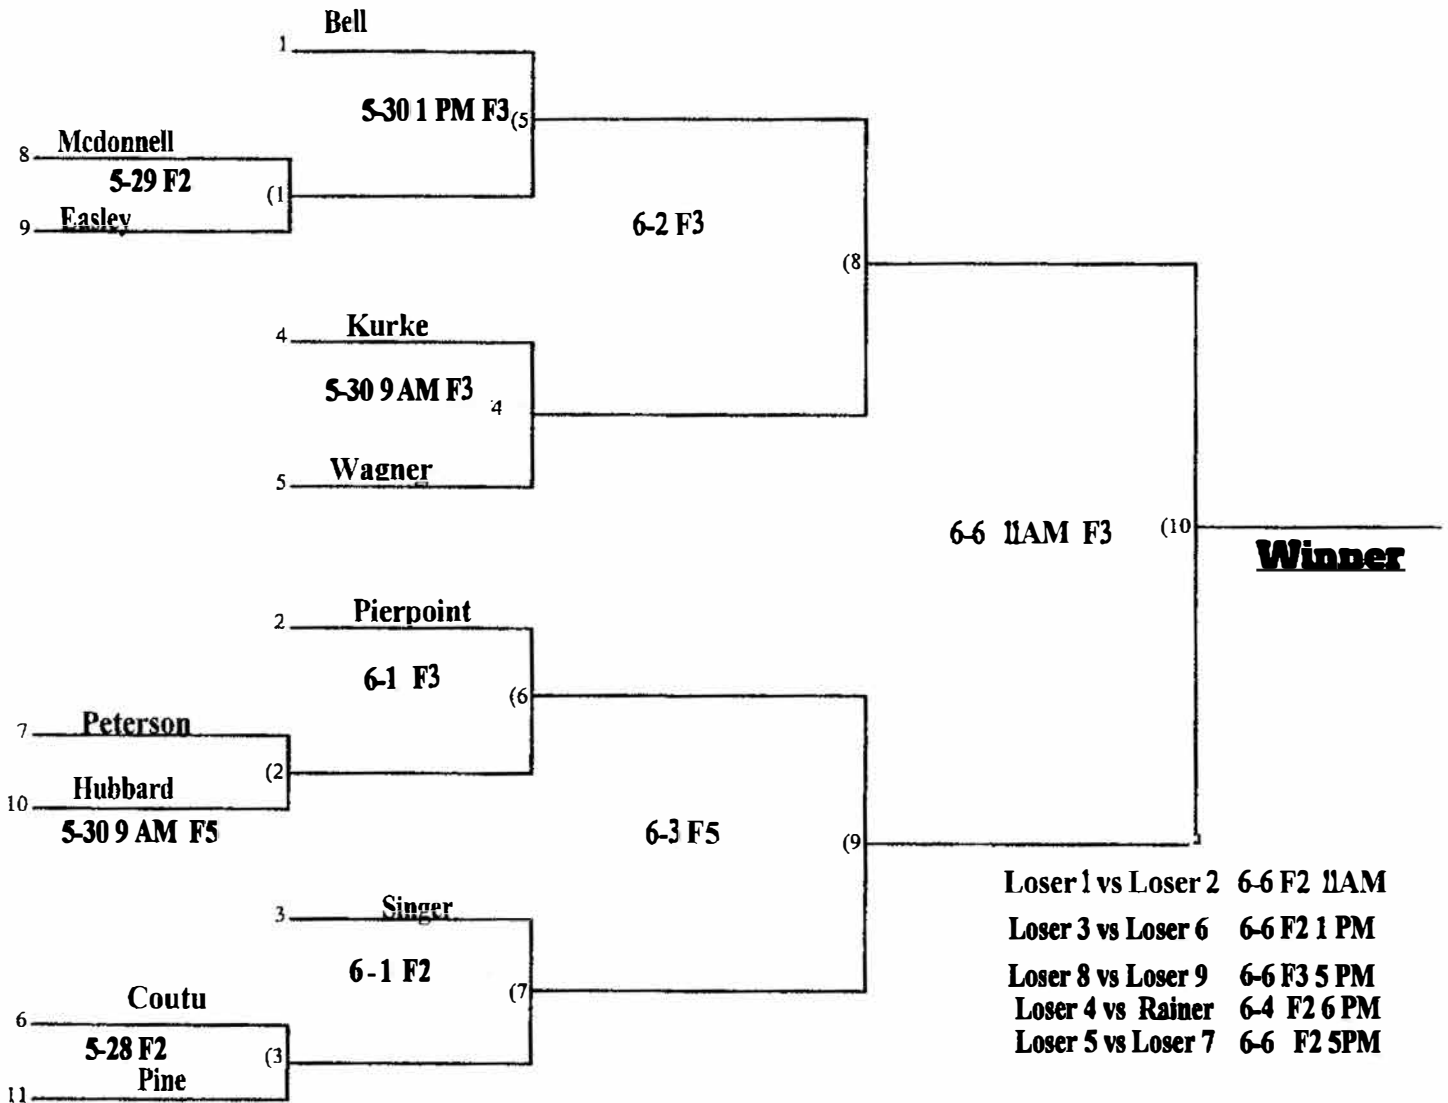 Bell
1
5-30 1 PM F3
(5
8 Mcdonnell
5-29 F2
(1
9 Easley
6-2 F3
(8
4 Kurke
5-30 9 AM F3
4
5 Wagner
6-6 11AM F3
(10
Winner
2 Pierpoint
6-1 F3
(6
7 Peterson
(2
10 Hubbard
5-30 9 AM F5
6-3 F5
(9
3 Singer
6-1 F2
(7
Coutu
6
5-28 F2
(3
Pine
11
Loser 1 vs Loser 2 6-6 F2 11AM
Loser 3 vs Loser 6 6-6 F2 1 PM
Loser 8 vs Loser 9 6-6 F3 5 PM
Loser 4 vs Rainer 6-4 F2 6 PM
Loser 5 vs Loser 7 6-6 F2 5PM